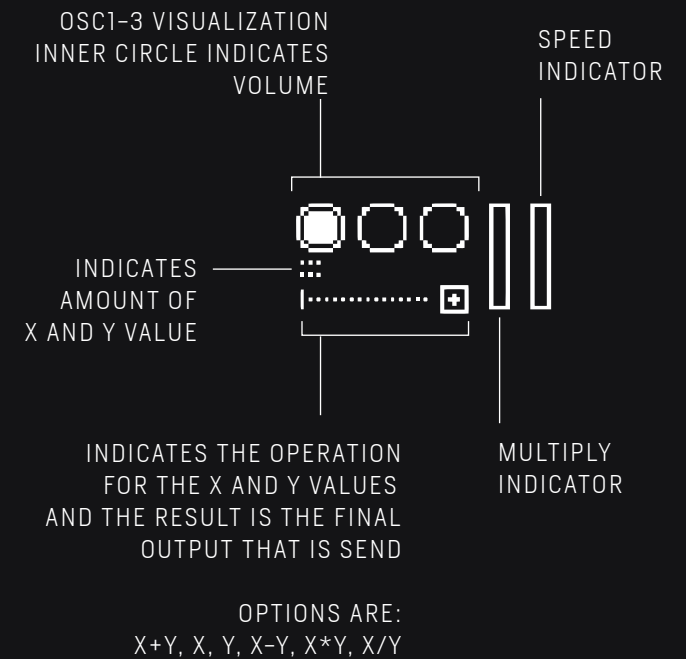 OSC1–3 VISUALIZATION
INNER CIRCLE INDICATES
VOLUME
SPEED
INDICATOR
INDICATES
AMOUNT OF
X AND Y VALUE
INDICATES THE OPERATION
FOR THE X AND Y VALUES
AND THE RESULT IS THE FINAL
OUTPUT THAT IS SEND
MULTIPLY
INDICATOR
OPTIONS ARE:
X+Y, X, Y, X–Y, X*Y, X/Y